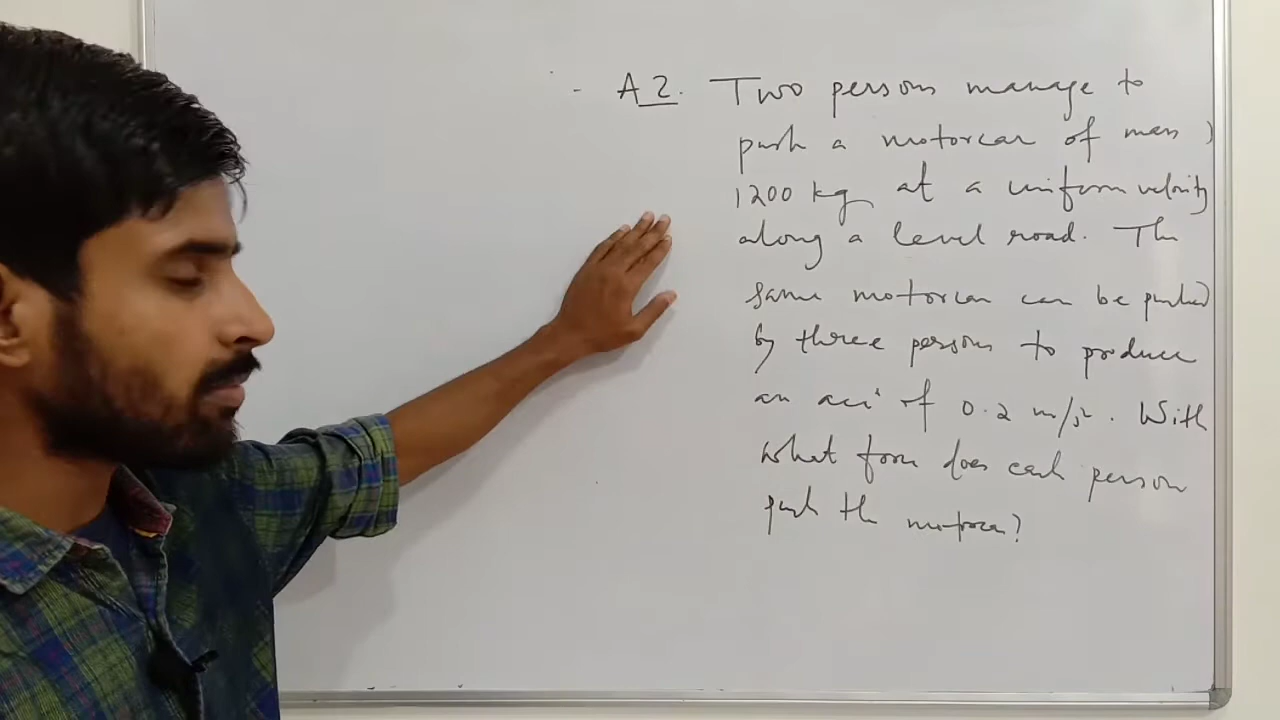 A2. Two persons manage to
push a motorcar of mass
1200 kg at a uniform velocity
along a level road. The
same motorcar can be pushed
by three persons to produce
an accⁿ of 0.2 m/s². With
what force does each person
push the motorcar?